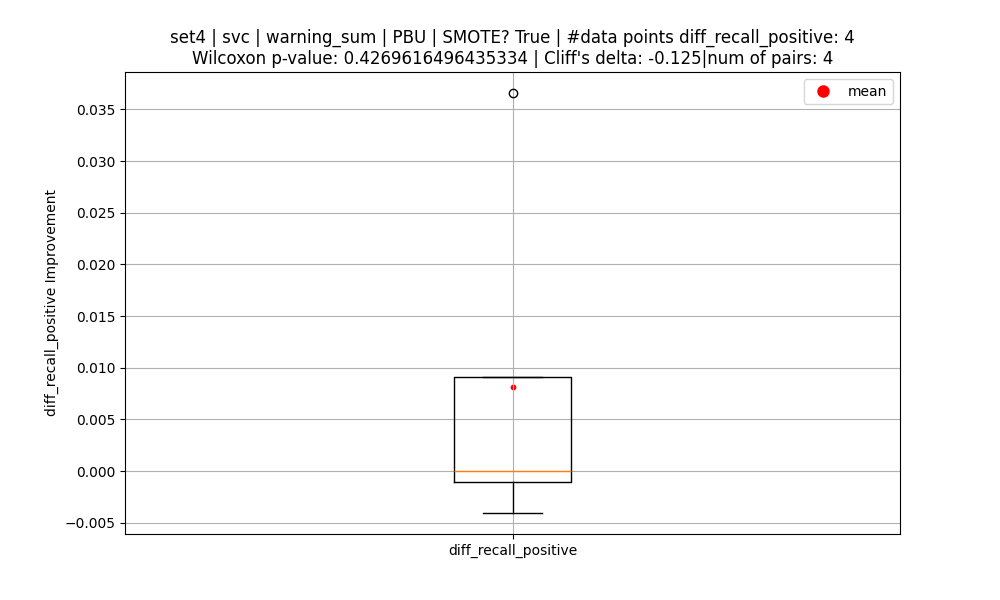 set4 | svc | warning_sum | PBU | SMOTE? True | #data points diff_recall_positive: 4
Wilcoxon p-value: 0.4269616496435334 | Cliff's delta: -0.125|num of pairs: 4
mean
0.035
0.030
0.025
0.020
0.015
0.010
0.005
0.000
−0.005
diff_recall_positive Improvement
diff_recall_positive